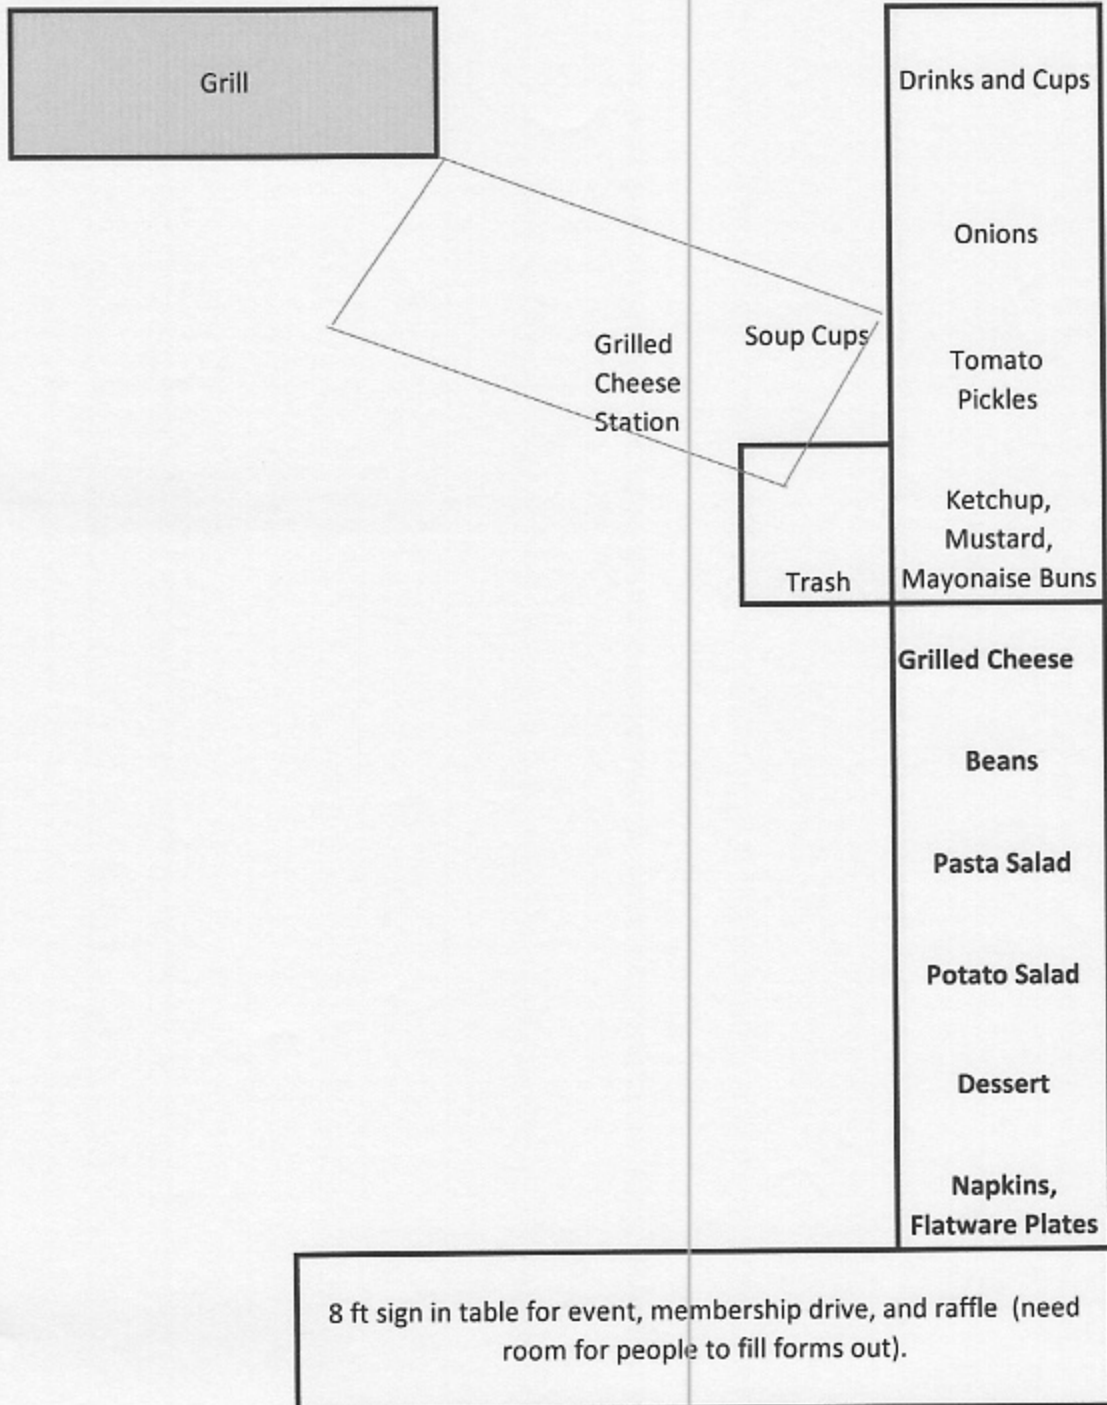 Grill
Drinks and Cups
Onions
Grilled
Cheese
Station
Soup Cups
Tomato
Pickles
Ketchup,
Mustard,
Mayonaise Buns
Trash
Grilled Cheese
Beans
Pasta Salad
Potato Salad
Dessert
Napkins,
Flatware Plates
8 ft sign in table for event, membership drive, and raffle (need
room for people to fill forms out).